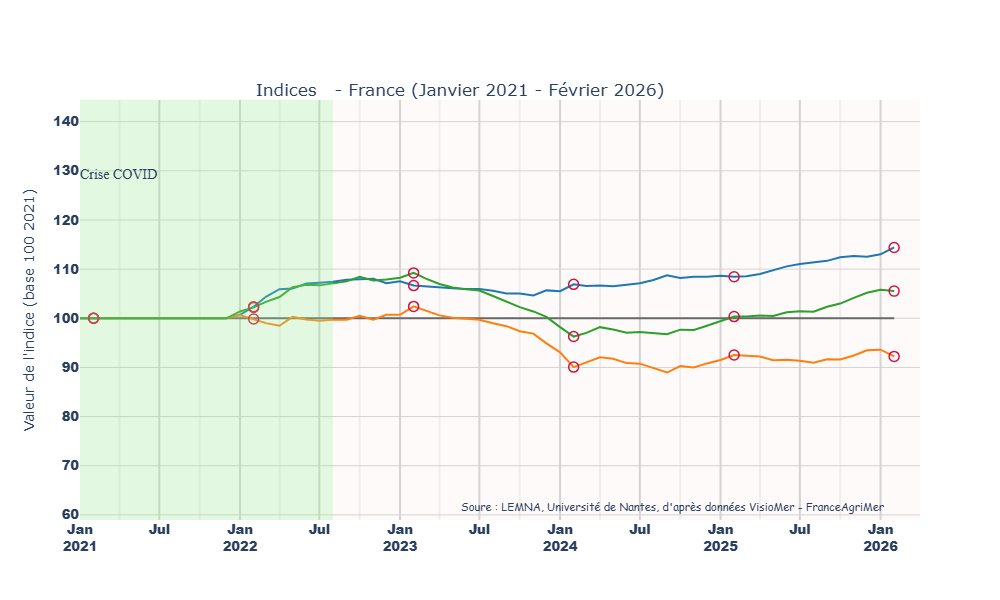 Indices   - France (Janvier 2021 - Février 2026)
Valeur de l'indice (base 100 2021)
140
130
120
110
100
90
80
70
60
Crise COVID
Soure : LEMNA, Université de Nantes, d'après données VisioMer - FranceAgriMer
Jan Jul Jan Jul Jan Jul Jan Jul Jan Jul Jan
2021 2022 2023 2024 2025 2026